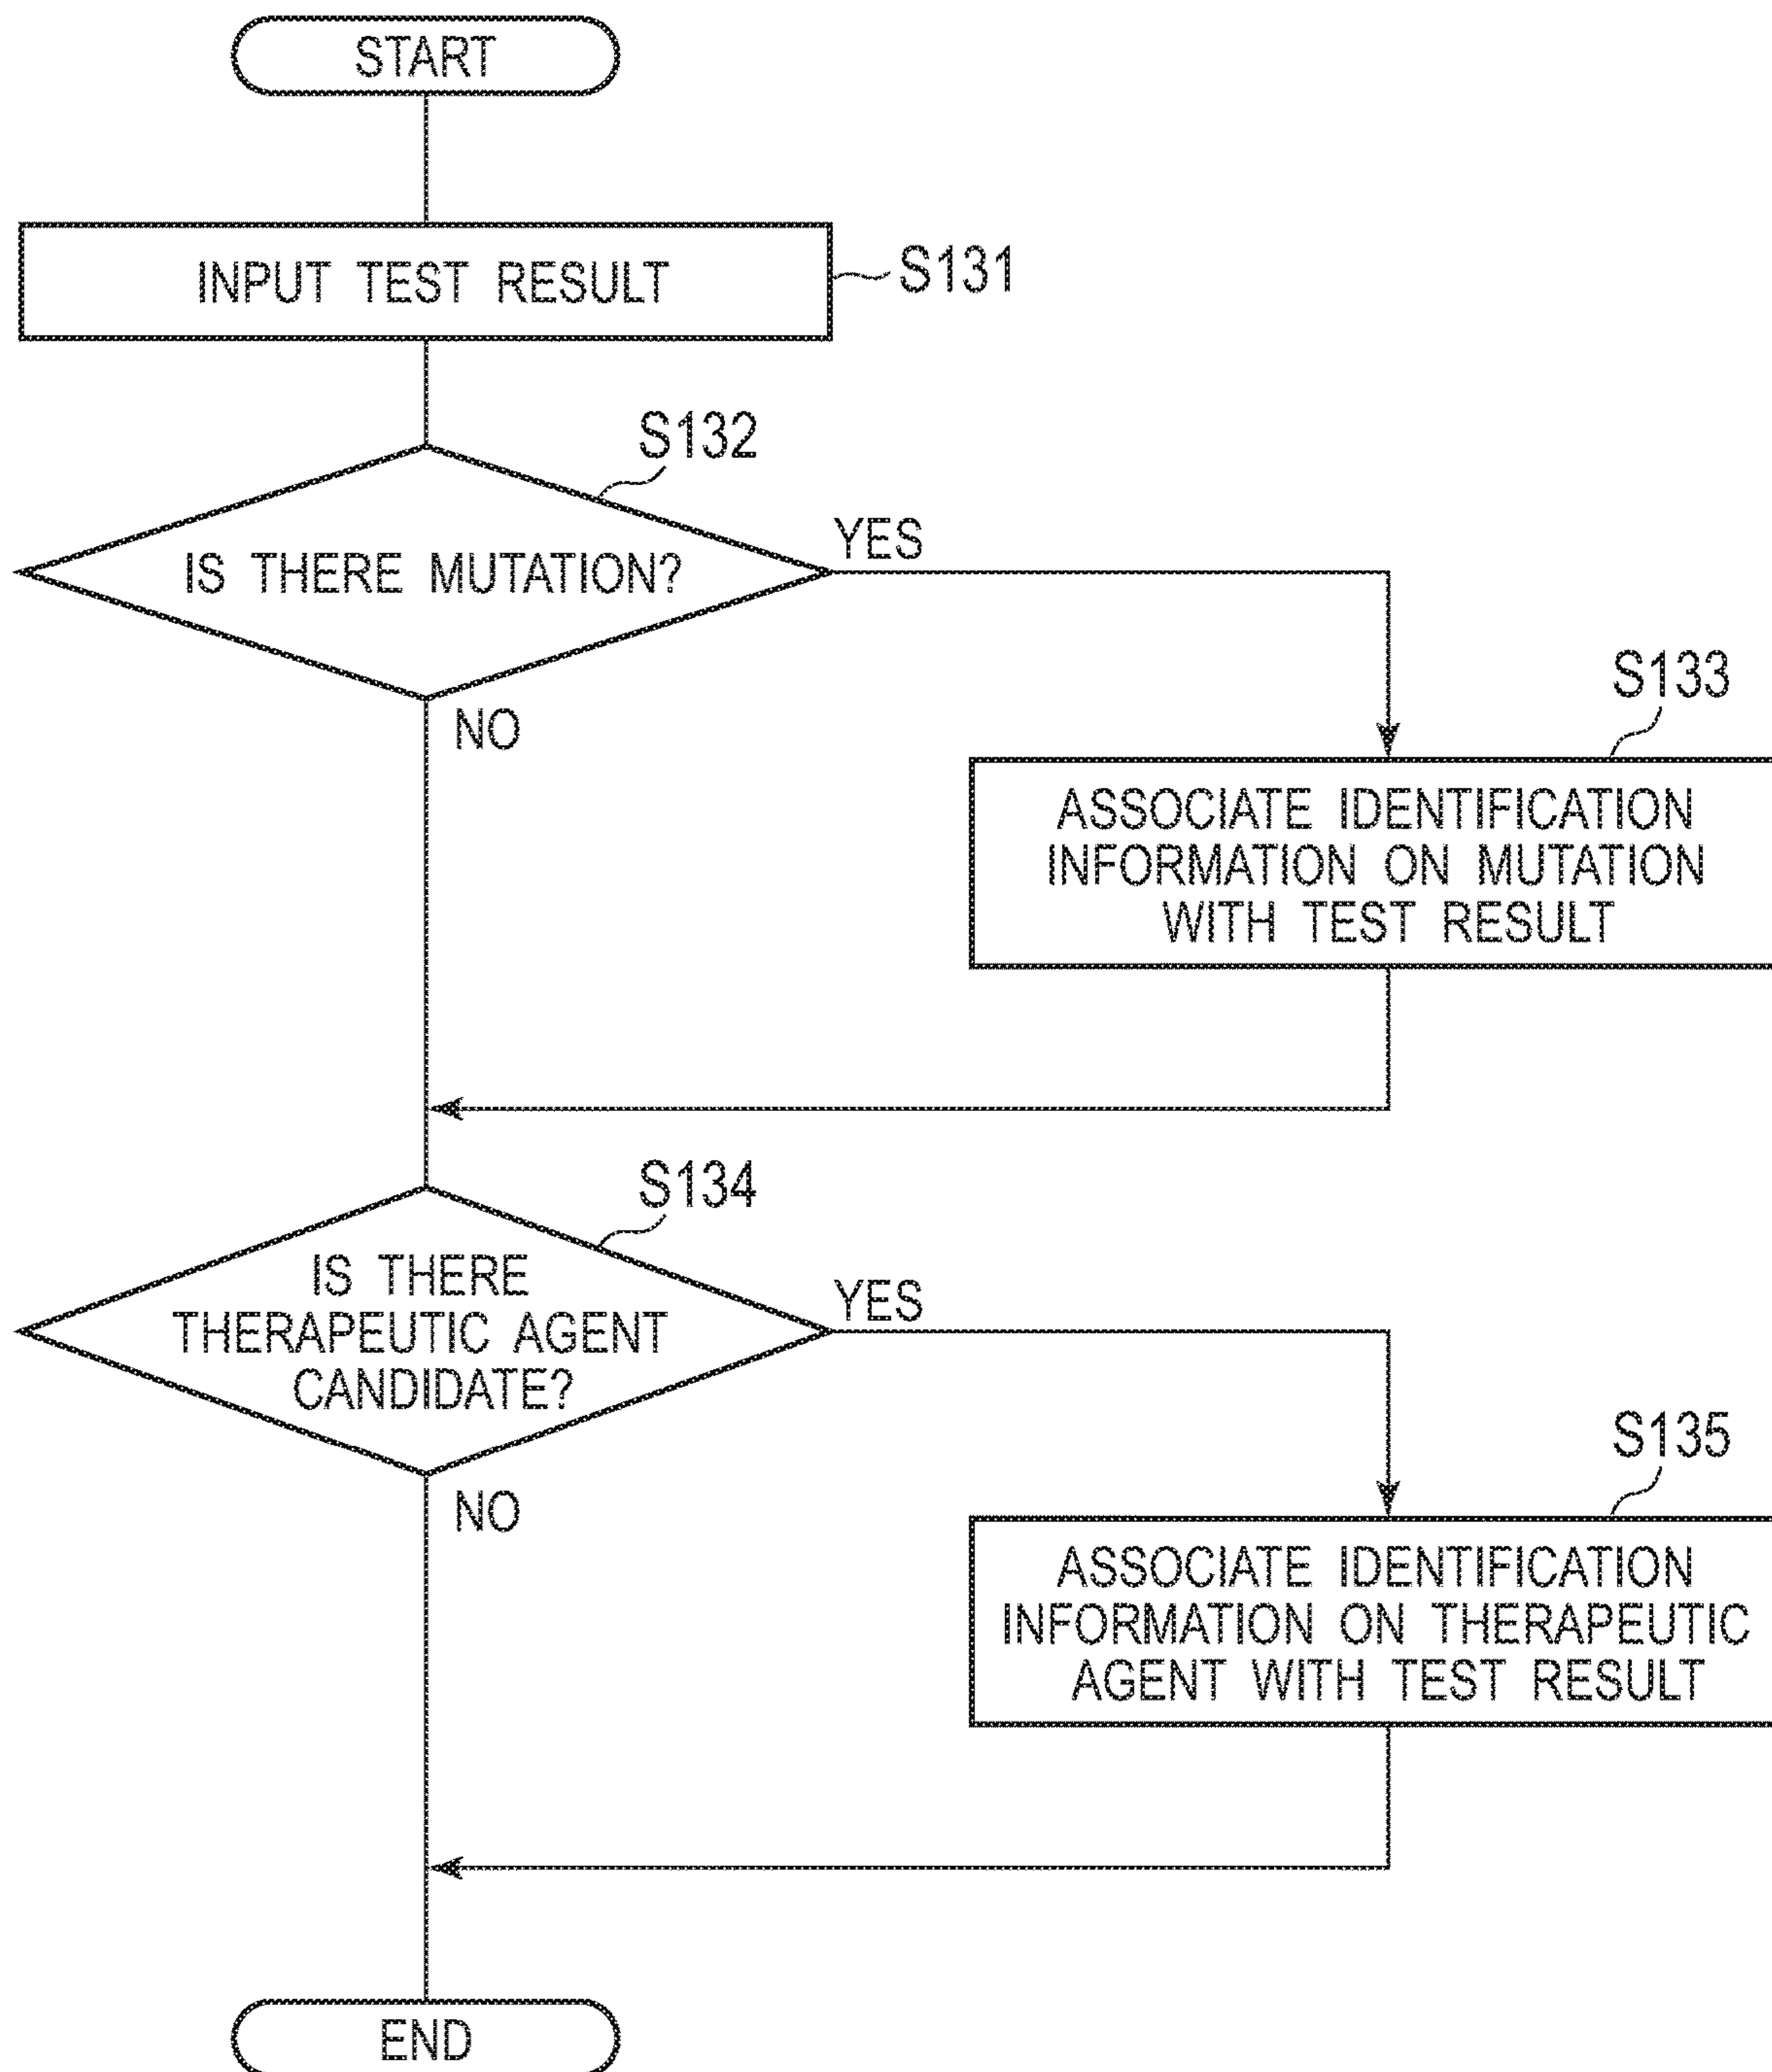 START
INPUT TEST RESULT
S131
S132
IS THERE MUTATION?
YES
NO
S133
ASSOCIATE IDENTIFICATION
INFORMATION ON MUTATION
WITH TEST RESULT
S134
IS THERE
THERAPEUTIC AGENT
CANDIDATE?
YES
NO
S135
ASSOCIATE IDENTIFICATION
INFORMATION ON THERAPEUTIC
AGENT WITH TEST RESULT
END